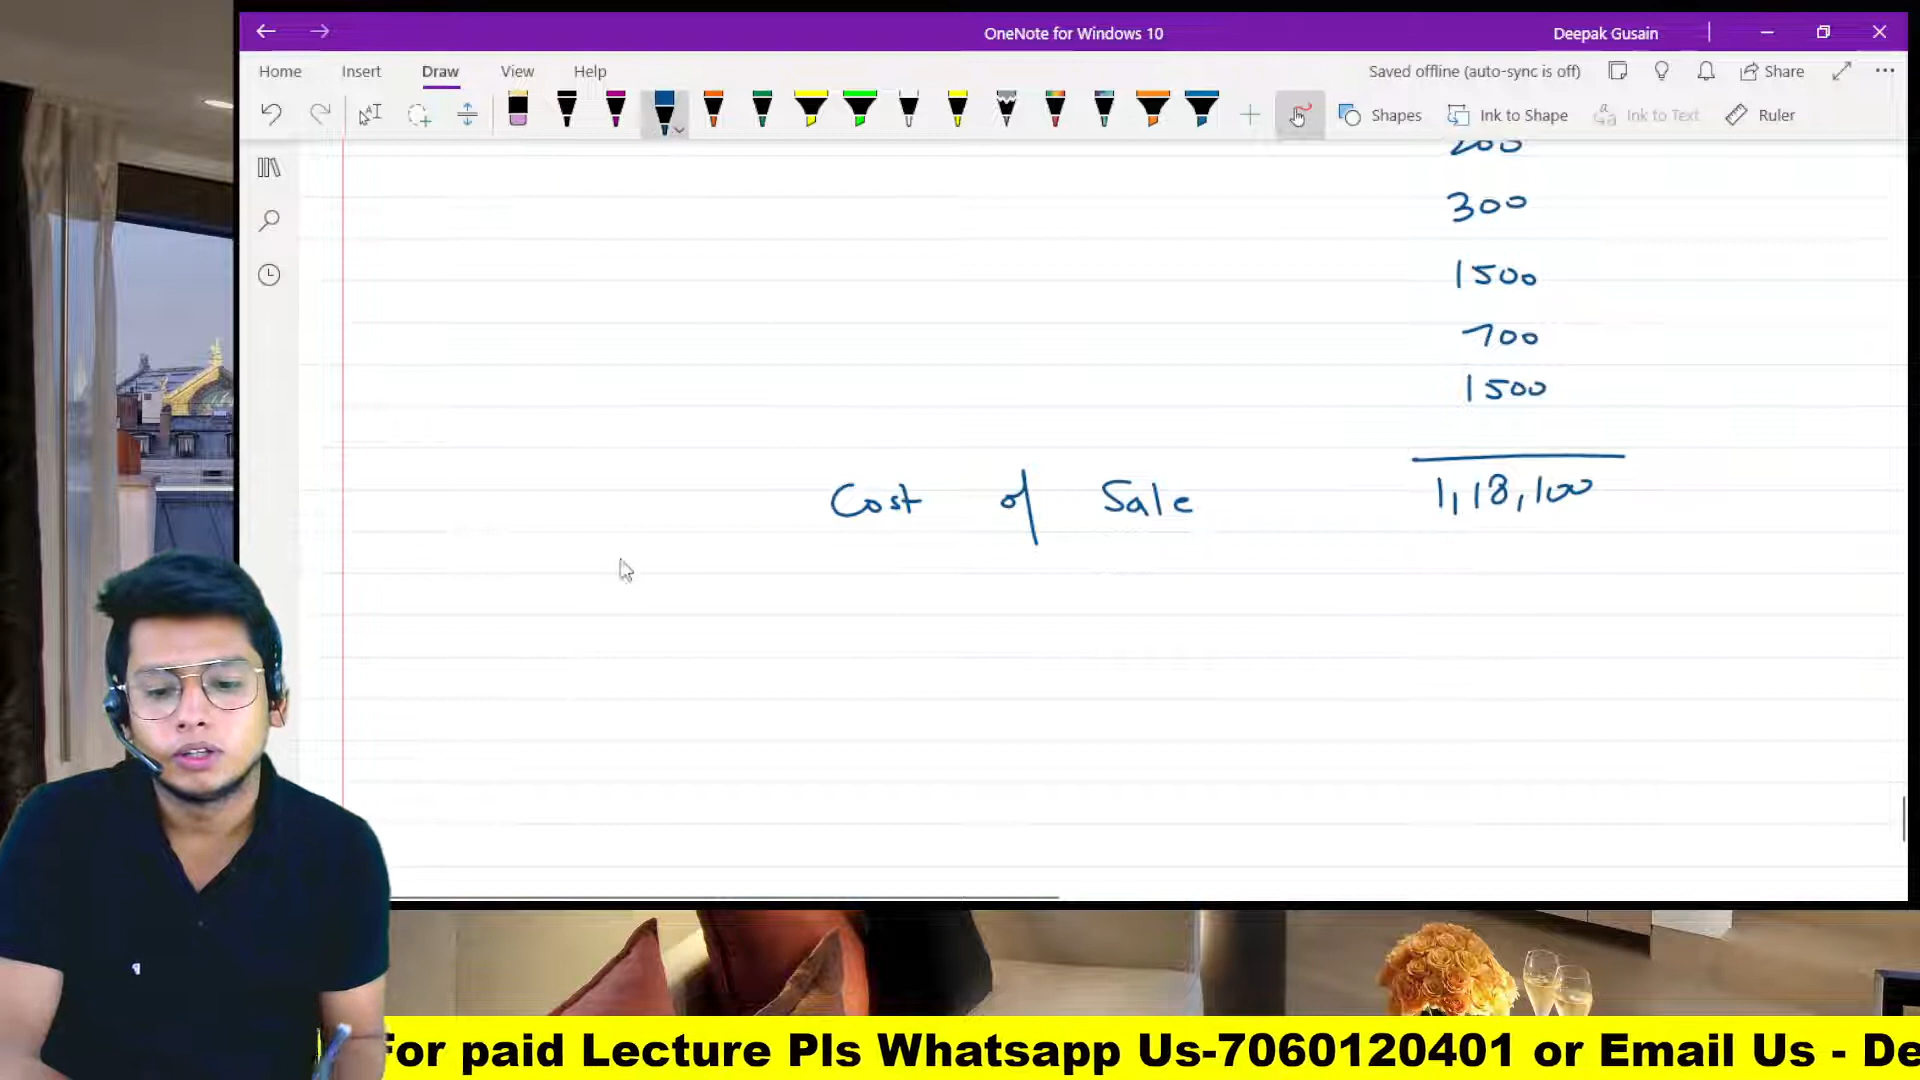 OneNote for Windows 10
Deepak Gusain
Home Insert Draw View Help
Saved offline (auto-sync is off)
Share
Shapes
Ink to Shape
Ink to Text
Ruler
200
300
1500
700
1500
Cost of Sale 1,18,100
For paid Lecture Pls Whatsapp Us-7060120401 or Email Us - De